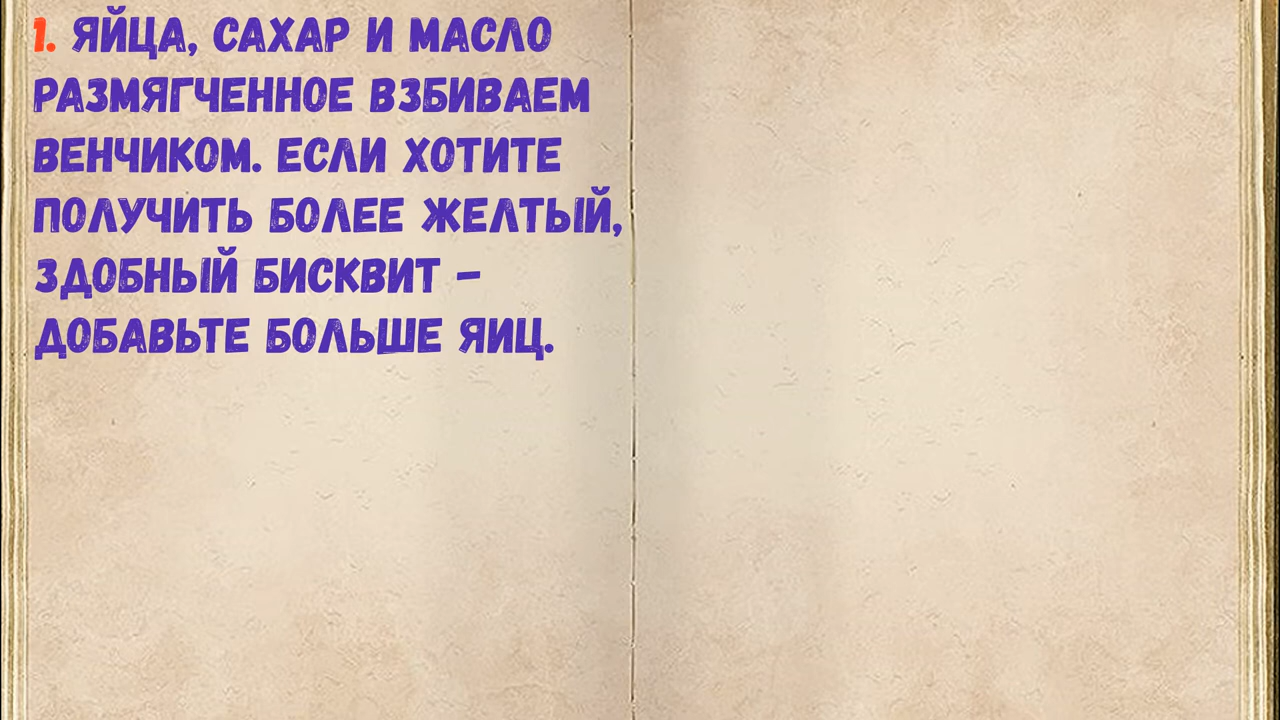 1. ЯЙЦА, САХАР И МАСЛО
РАЗМЯГЧЕННОЕ ВЗБИВАЕМ
ВЕНЧИКОМ. ЕСЛИ ХОТИТЕ
ПОЛУЧИТЬ БОЛЕЕ ЖЕЛТЫЙ,
ЗДОБНЫЙ БИСКВИТ –
ДОБАВЬТЕ БОЛЬШЕ ЯИЦ.